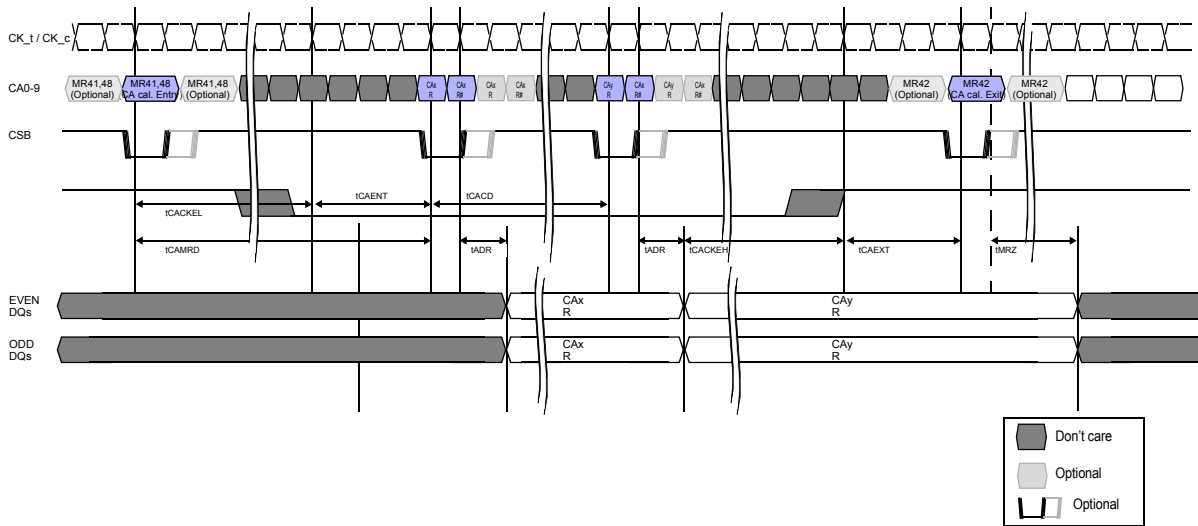 CK_t / CK_c
CA0-9
MR41,48
(Optional)
MR41,48
(CA cal. Entry)
MR41,48
(Optional)
CAx
R
CAx
R#
CAx
R
CAx
R#
CAy
R
CAx
R#
CAy
R
CAx
R#
MR42
(Optional)
MR42
(CA cal. Exit)
MR42
(Optional)
CSB
tCACKEL
tCAENT
tCACD
tCAMRD
tADR
tADR
tCACKEH
tCAEXT
tMRZ
EVEN
DQs
CAx
R
CAy
R
ODD
DQs
CAx
R
CAy
R
Don't care
Optional
Optional